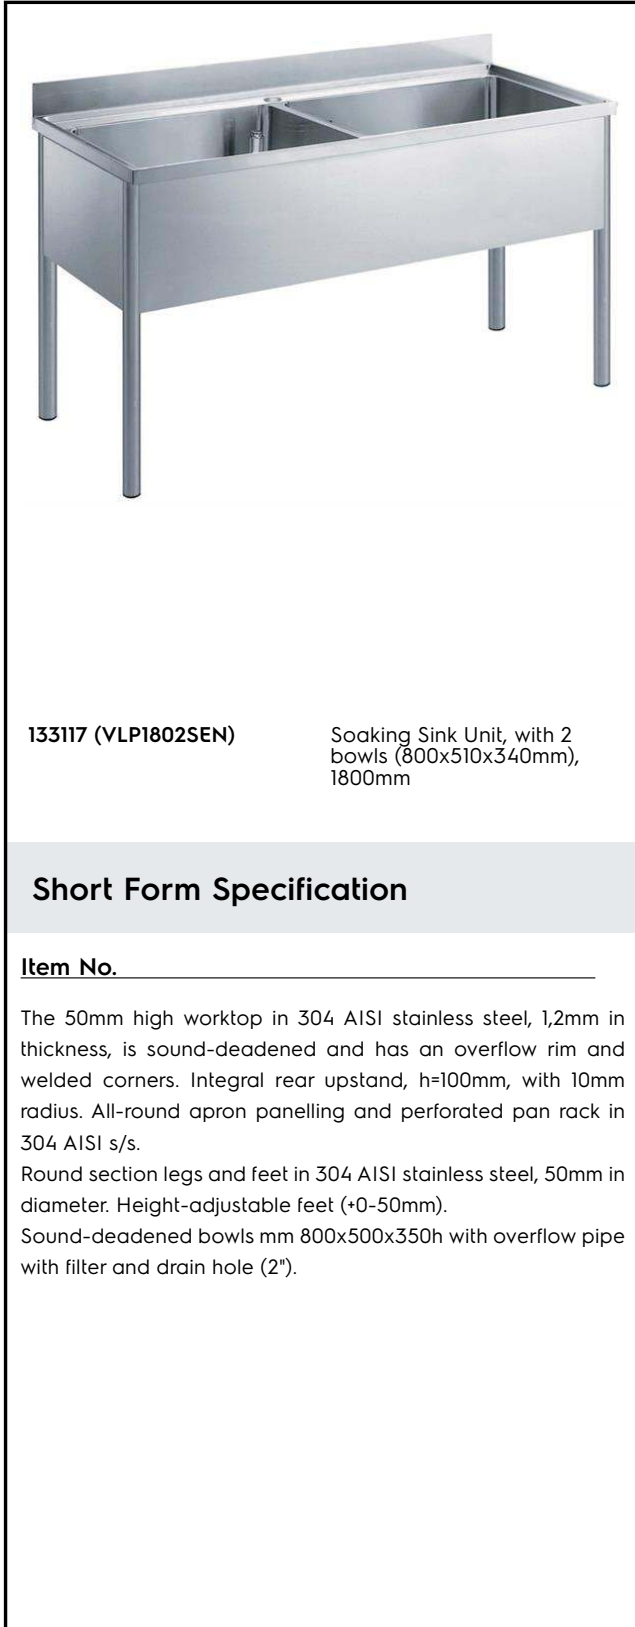 133117 (VLP1802SEN)
Soaking Sink Unit, with 2
bowls (800x510x340mm),
1800mm
Short Form Specification
Item No.
The 50mm high worktop in 304 AISI stainless steel, 1,2mm in
thickness, is sound-deadened and has an overflow rim and
welded corners. Integral rear upstand, h=100mm, with 10mm
radius. All-round apron panelling and perforated pan rack in
304 AISI s/s.
Round section legs and feet in 304 AISI stainless steel, 50mm in
diameter. Height-adjustable feet (+0-50mm).
Sound-deadened bowls mm 800x500x350h with overflow pipe
with filter and drain hole (2").